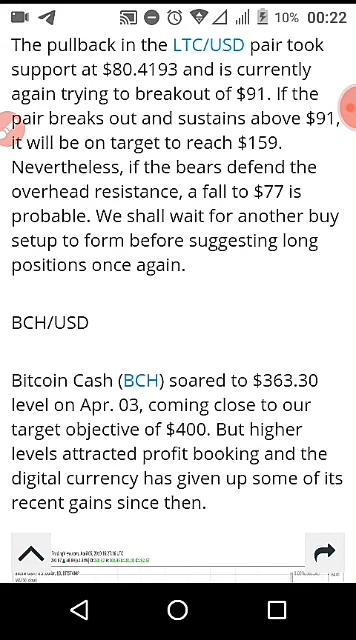 10% 00:22
The pullback in the LTC/USD pair took
support at $80.4193 and is currently
again trying to breakout of $91. If the
pair breaks out and sustains above $91,
it will be on target to reach $159.
Nevertheless, if the bears defend the
overhead resistance, a fall to $77 is
probable. We shall wait for another buy
setup to form before suggesting long
positions once again.
BCH/USD
Bitcoin Cash (BCH) soared to $363.30
level on Apr. 03, coming close to our
target objective of $400. But higher
levels attracted profit booking and the
digital currency has given up some of its
recent gains since then.